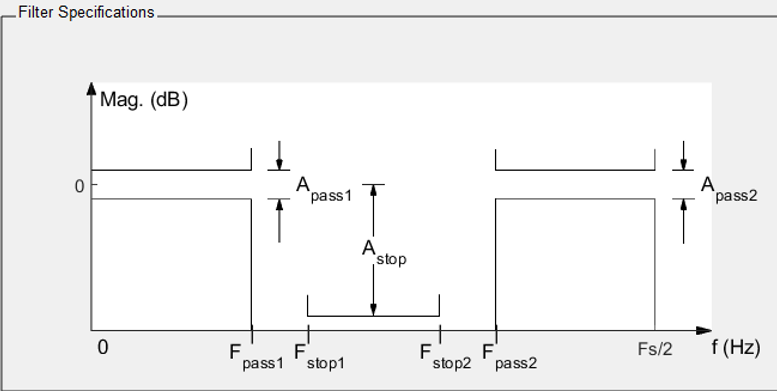 Filter Specifications
Mag. (dB)
0
A pass1
A pass2
A stop
0
F pass1
F stop1
F stop2
F pass2
Fs/2
f (Hz)